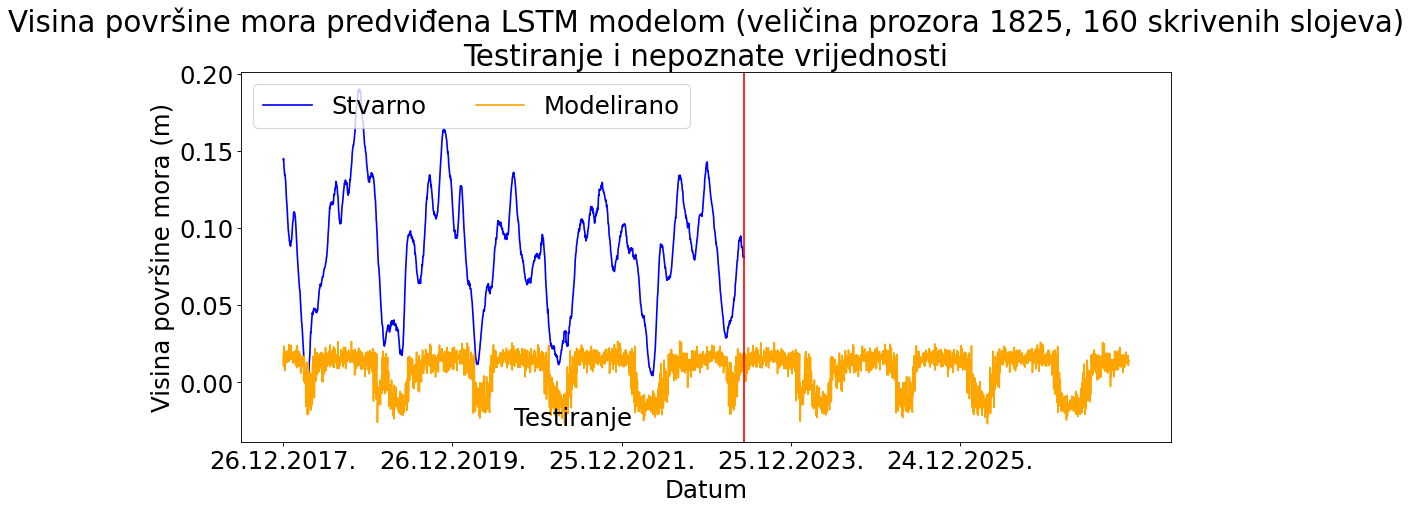 Visina površine mora predviđena LSTM modelom (veličina prozora 1825, 160 skrivenih slojeva)
Testiranje i nepoznate vrijednosti
Stvarno
Modelirano
Visina površine mora (m)
0.20
0.15
0.10
0.05
0.00
Testiranje
26.12.2017.
26.12.2019.
25.12.2021.
25.12.2023.
24.12.2025.
Datum